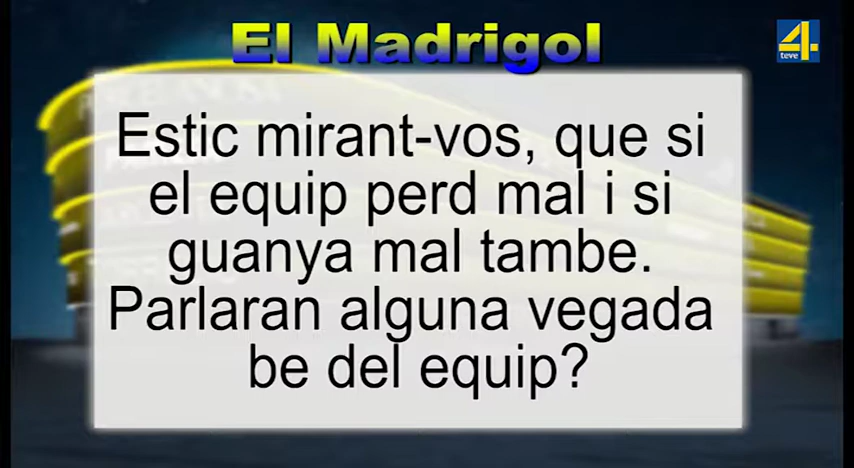 El Madrigol
4
teve
Estic mirant-vos, que si
el equip perd mal i si
guanya mal tambe.
Parlaran alguna vegada
be del equip?